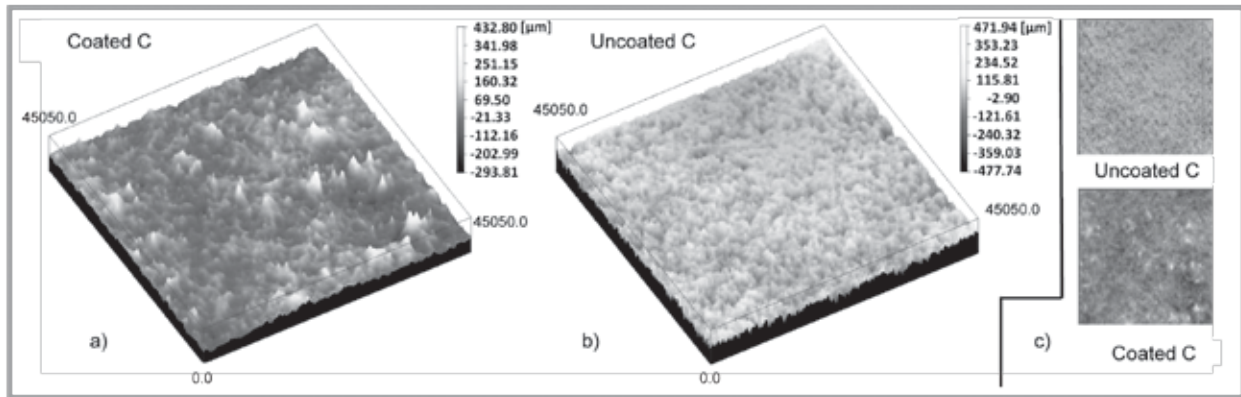 Coated C
432.80 [µm]
341.98
251.15
160.32
69.50
-21.33
-112.16
-202.99
-293.81
45050.0
45050.0
a)
0.0
Uncoated C
471.94 [µm]
353.23
234.52
115.81
-2.90
-121.61
-240.32
-359.03
-477.74
45050.0
45050.0
b)
0.0
Uncoated C
c)
Coated C